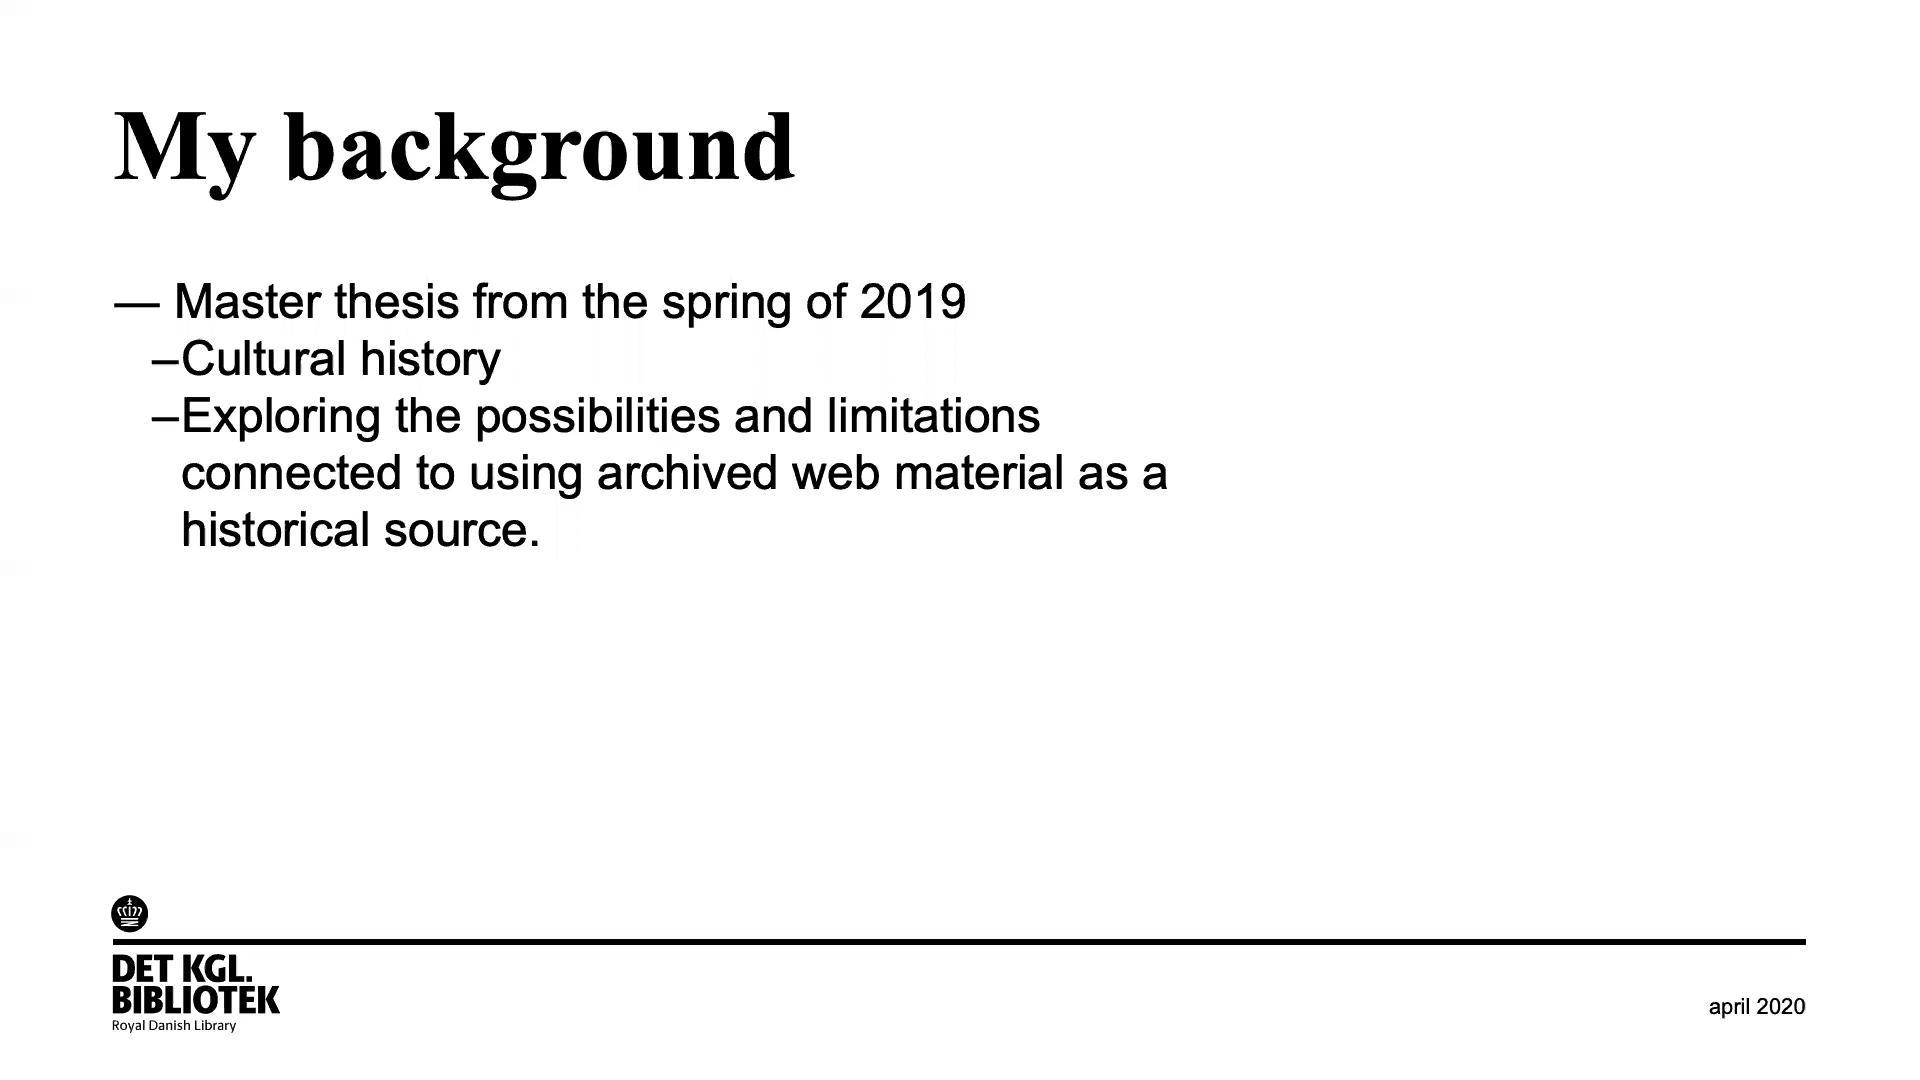 My background
— Master thesis from the spring of 2019
–Cultural history
–Exploring the possibilities and limitations
connected to using archived web material as a
historical source.
DET KGL.
BIBLIOTEK
Royal Danish Library
april 2020